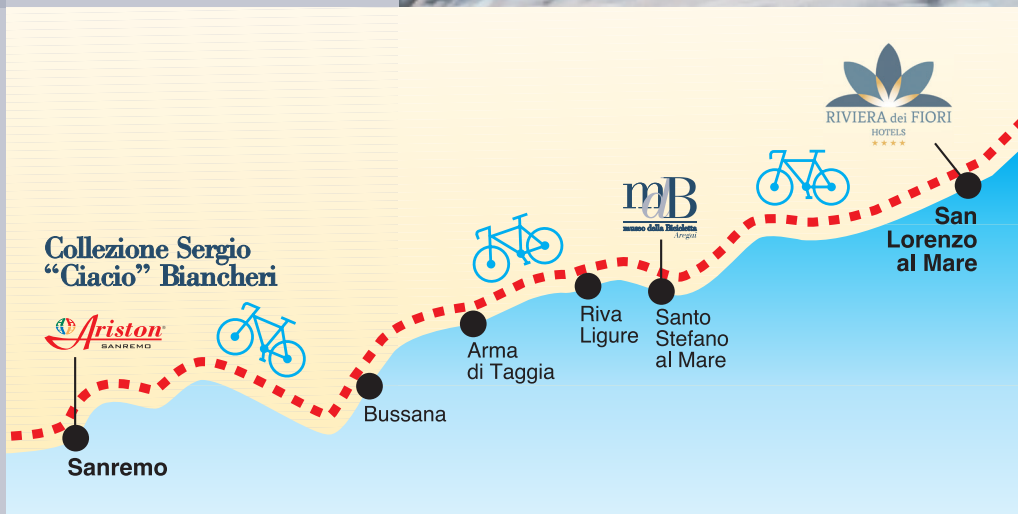 RIVIERA dei FIORI
HOTELS
mdB
museo della Bicicletta
Aregai
San
Lorenzo
al Mare
Collezione Sergio
“Ciacio” Biancheri
Ariston
SANREMO
Riva
Ligure
Santo
Stefano
al Mare
Arma
di Taggia
Bussana
Sanremo